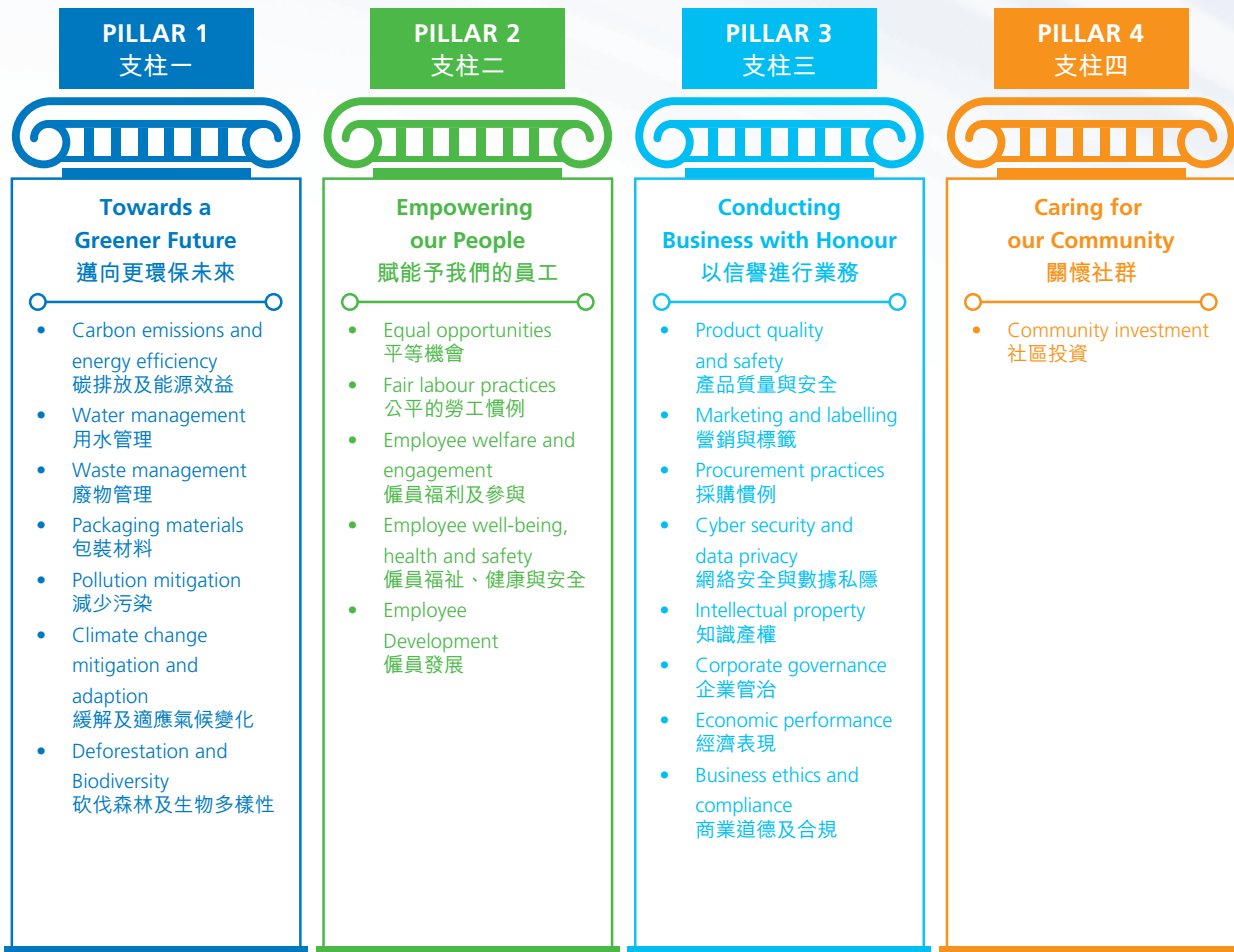 PILLAR 1
支柱一
Towards a
Greener Future
邁向更環保未來
• Carbon emissions and
energy efficiency
碳排放及能源效益
• Water management
用水管理
• Waste management
廢物管理
• Packaging materials
包裝材料
• Pollution mitigation
減少污染
• Climate change
mitigation and
adaption
緩解及適應氣候變化
• Deforestation and
Biodiversity
砍伐森林及生物多樣性
PILLAR 2
支柱二
Empowering
our People
賦能予我們的員工
• Equal opportunities
平等機會
• Fair labour practices
公平的勞工慣例
• Employee welfare and
engagement
僱員福利及參與
• Employee well-being,
health and safety
僱員福祉、健康與安全
• Employee
Development
僱員發展
PILLAR 3
支柱三
Conducting
Business with Honour
以信譽進行業務
• Product quality
and safety
產品質量與安全
• Marketing and labelling
營銷與標籤
• Procurement practices
採購慣例
• Cyber security and
data privacy
網絡安全與數據私隱
• Intellectual property
知識產權
• Corporate governance
企業管治
• Economic performance
經濟表現
• Business ethics and
compliance
商業道德及合規
PILLAR 4
支柱四
Caring for
our Community
關懷社群
• Community investment
社區投資